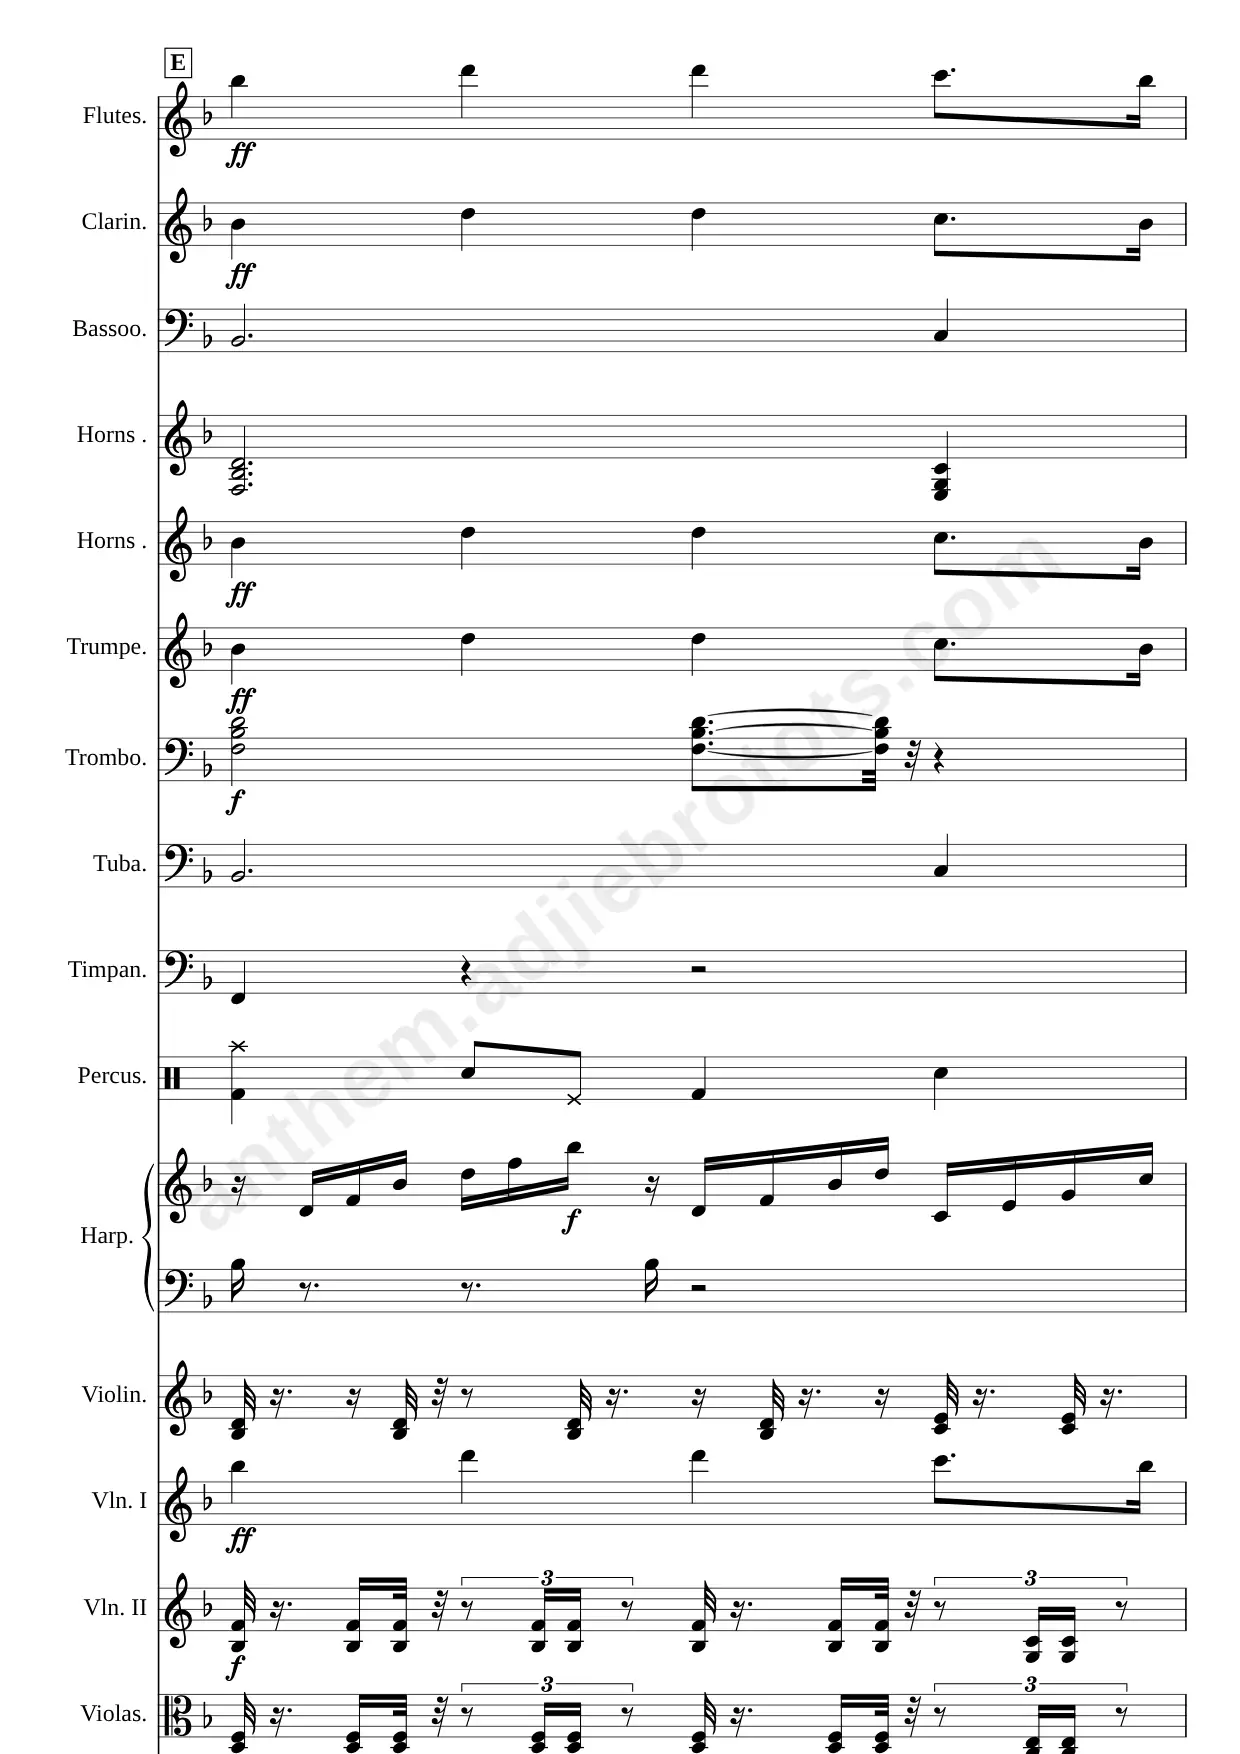 E
Flutes.
ff
Clarin.
ff
Bassoo.
Horns .
Horns .
ff
Trumpe.
ff
Trombo.
f
Tuba.
Timpan.
Percus.
Harp.
f
Violin.
Vln. I
ff
3 3
Vln. II
f
3 3
Violas.
anthem.adjiebrotots.com